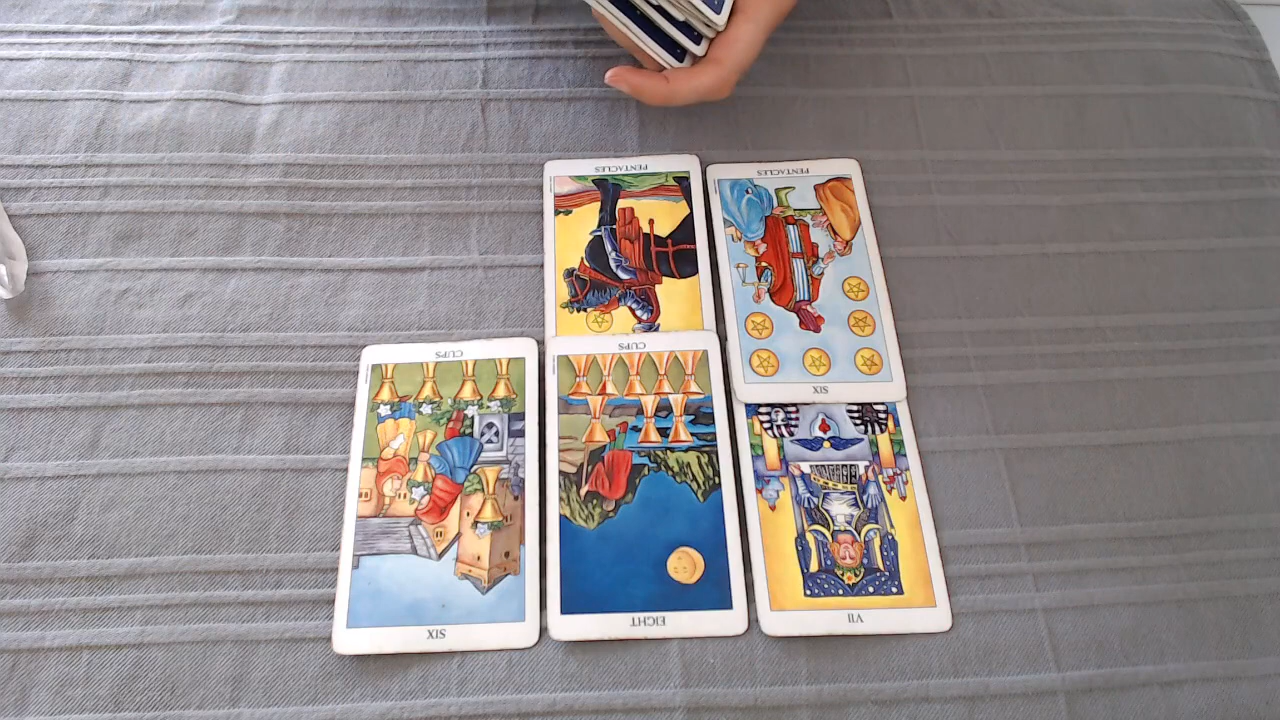 PENTACLES
PENTACLES
SIX
CUPS
CUPS
SIX
EIGHT
VII